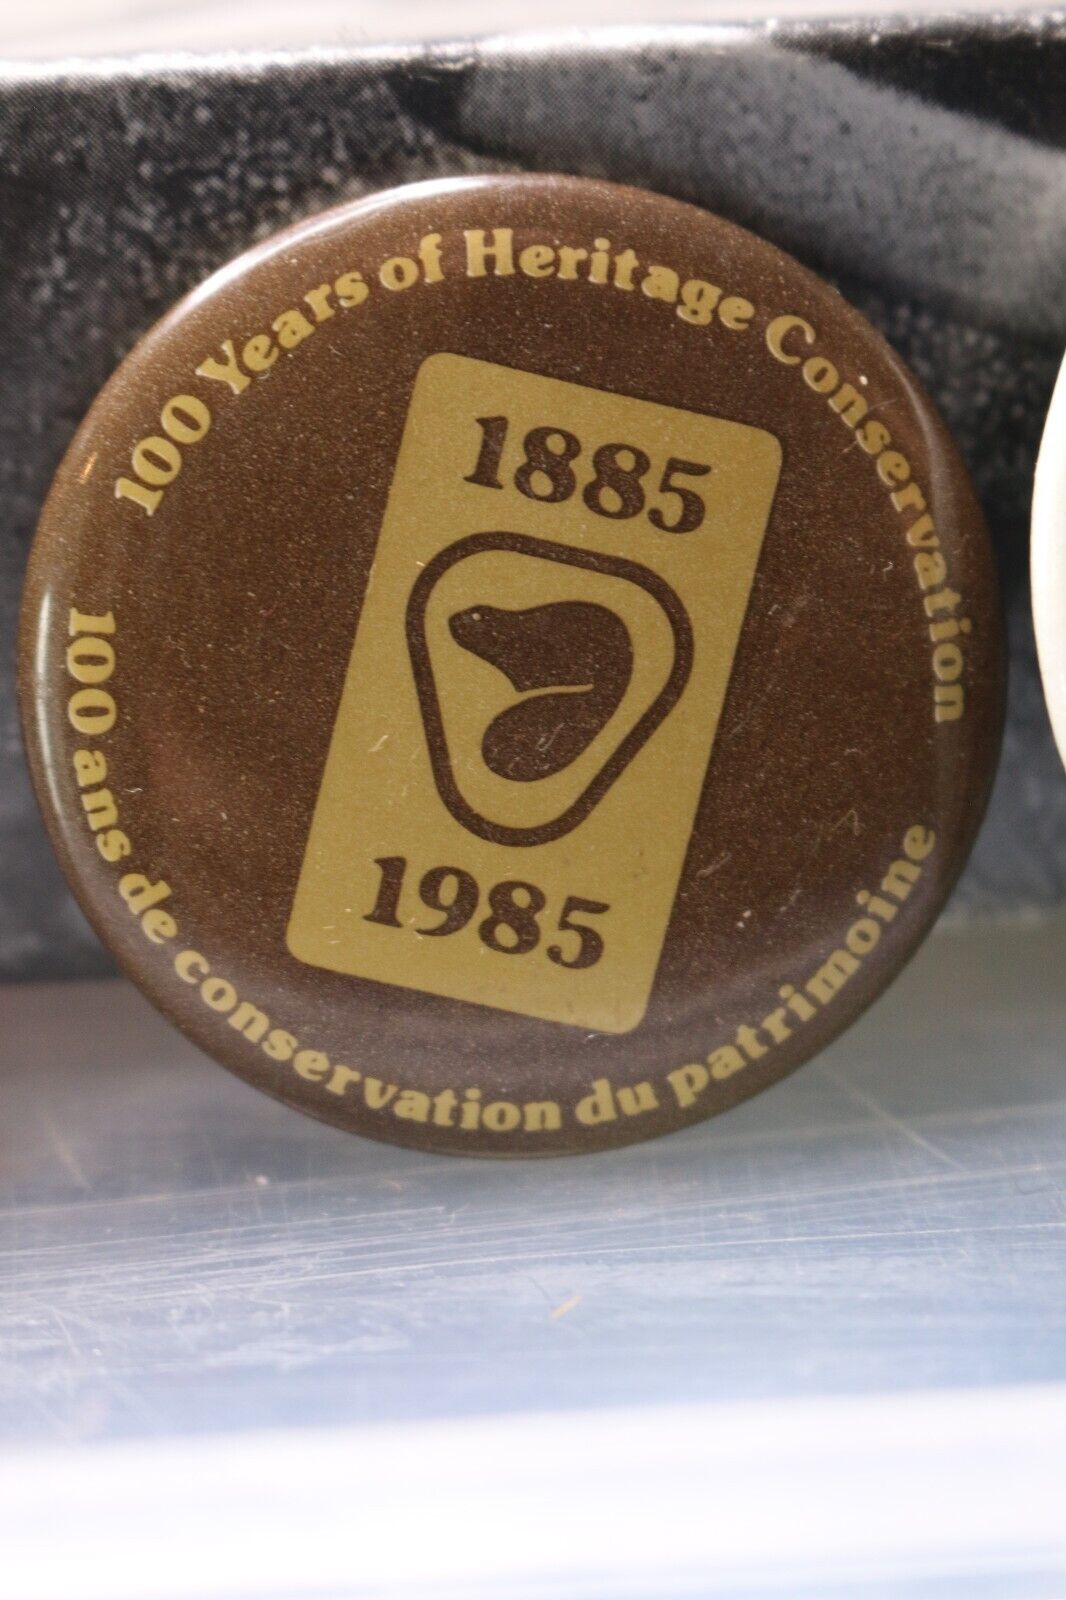 100 Years of Heritage Conservation
1885
1985
100 ans de conservation du patrimoine